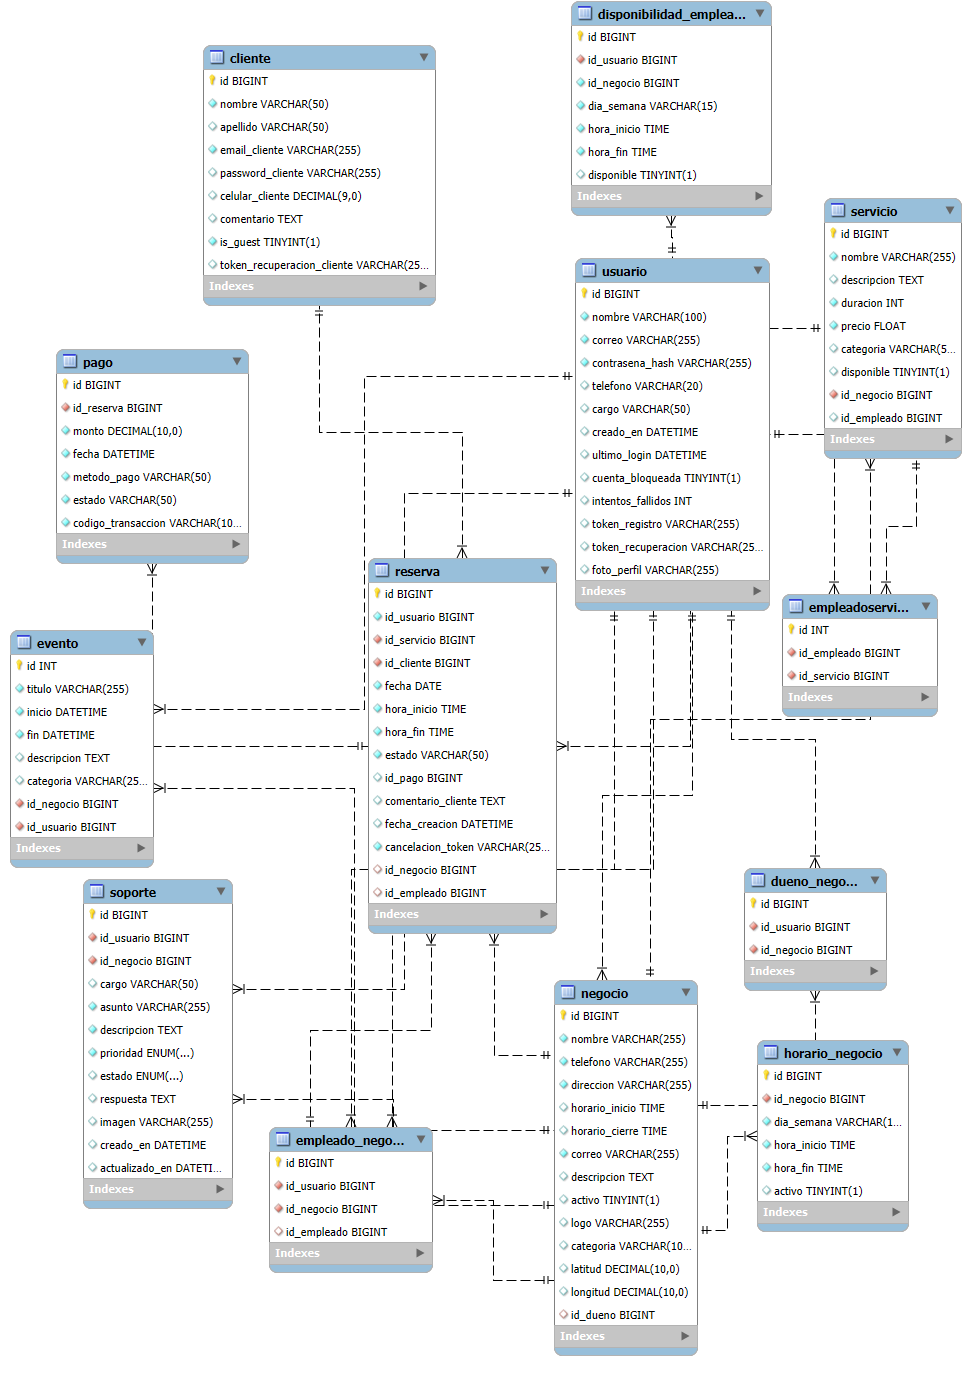 disponibilidad_emplea...
id BIGINT
id_usuario BIGINT
id_negocio BIGINT
dia_semana VARCHAR(15)
hora_inicio TIME
hora_fin TIME
disponible TINYINT(1)
Indexes
cliente
id BIGINT
nombre VARCHAR(50)
apellido VARCHAR(50)
email_cliente VARCHAR(255)
password_cliente VARCHAR(255)
celular_cliente DECIMAL(9,0)
comentario TEXT
is_guest TINYINT(1)
token_recuperacion_cliente VARCHAR(25...
Indexes
servicio
id BIGINT
nombre VARCHAR(255)
descripcion TEXT
duracion INT
precio FLOAT
categoria VARCHAR(5...
disponible TINYINT(1)
id_negocio BIGINT
id_empleado BIGINT
Indexes
usuario
id BIGINT
nombre VARCHAR(100)
correo VARCHAR(255)
contrasena_hash VARCHAR(255)
telefono VARCHAR(20)
cargo VARCHAR(50)
creado_en DATETIME
ultimo_login DATETIME
cuenta_bloqueada TINYINT(1)
intentos_fallidos INT
token_registro VARCHAR(255)
token_recuperacion VARCHAR(25...
foto_perfil VARCHAR(255)
Indexes
pago
id BIGINT
id_reserva BIGINT
monto DECIMAL(10,0)
fecha DATETIME
metodo_pago VARCHAR(50)
estado VARCHAR(50)
codigo_transaccion VARCHAR(10...
Indexes
reserva
id BIGINT
id_usuario BIGINT
id_servicio BIGINT
id_cliente BIGINT
fecha DATE
hora_inicio TIME
hora_fin TIME
estado VARCHAR(50)
id_pago BIGINT
comentario_cliente TEXT
fecha_creacion DATETIME
cancelacion_token VARCHAR(25...
id_negocio BIGINT
id_empleado BIGINT
Indexes
empleadoservi...
id INT
id_empleado BIGINT
id_servicio BIGINT
Indexes
evento
id INT
titulo VARCHAR(255)
inicio DATETIME
fin DATETIME
descripcion TEXT
categoria VARCHAR(25...
id_negocio BIGINT
id_usuario BIGINT
Indexes
dueno_nego...
id BIGINT
id_usuario BIGINT
id_negocio BIGINT
Indexes
soporte
id BIGINT
id_usuario BIGINT
id_negocio BIGINT
cargo VARCHAR(50)
asunto VARCHAR(255)
descripcion TEXT
prioridad ENUM(...)
estado ENUM(...)
respuesta TEXT
imagen VARCHAR(255)
creado_en DATETIME
actualizado_en DATETI...
Indexes
negocio
id BIGINT
nombre VARCHAR(255)
telefono VARCHAR(255)
direccion VARCHAR(255)
horario_inicio TIME
horario_cierre TIME
correo VARCHAR(255)
descripcion TEXT
activo TINYINT(1)
logo VARCHAR(255)
categoria VARCHAR(10...
latitud DECIMAL(10,0)
longitud DECIMAL(10,0)
id_dueno BIGINT
Indexes
horario_negocio
id BIGINT
id_negocio BIGINT
dia_semana VARCHAR(1...
hora_inicio TIME
hora_fin TIME
activo TINYINT(1)
Indexes
empleado_nego...
id BIGINT
id_usuario BIGINT
id_negocio BIGINT
id_empleado BIGINT
Indexes